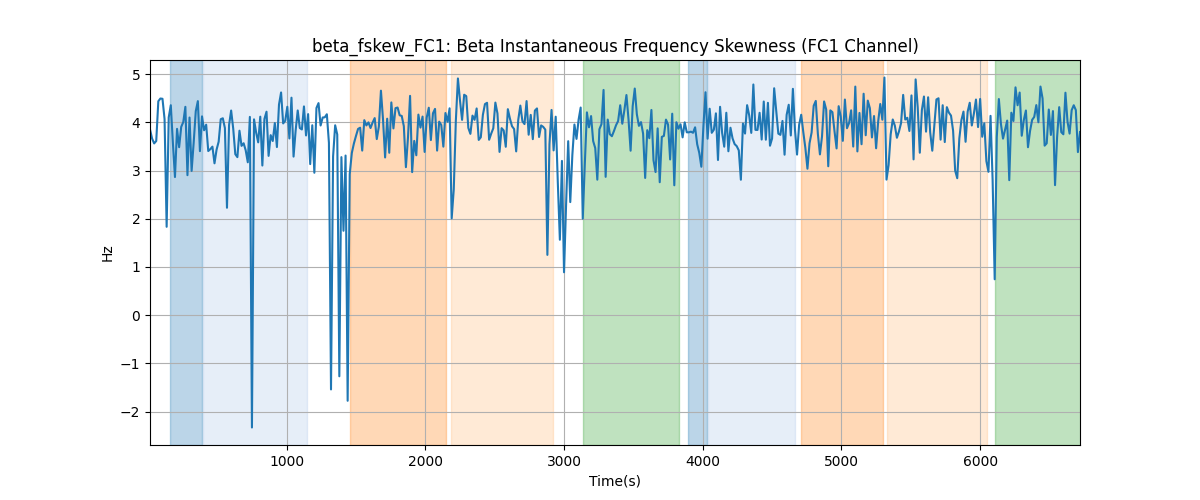 beta_fskew_FC1: Beta Instantaneous Frequency Skewness (FC1 Channel)
5
4
3
2
1
0
−1
−2
Hz
1000 2000 3000 4000 5000 6000
Time(s)